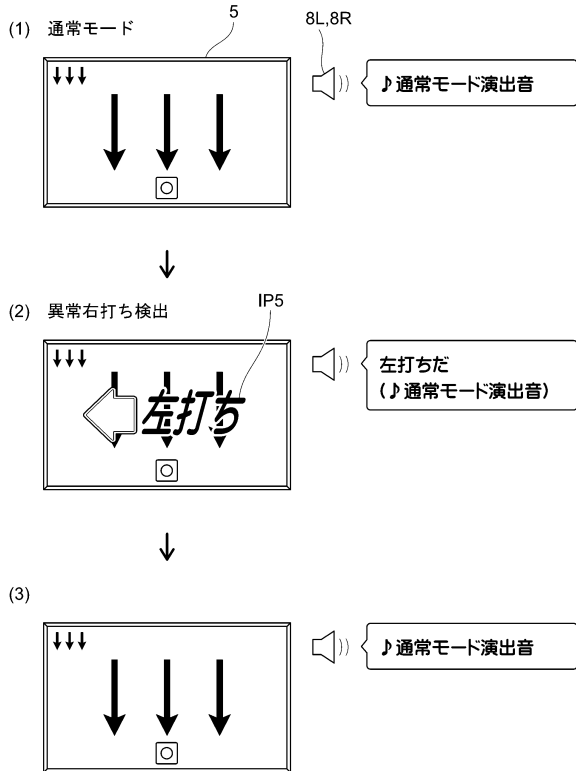 5
8L,8R
(1) 通常モード
♪通常モード演出音
(2) 異常右打ち検出
IP5
左打ち
左打ちだ
(♪通常モード演出音)
(3)
♪通常モード演出音